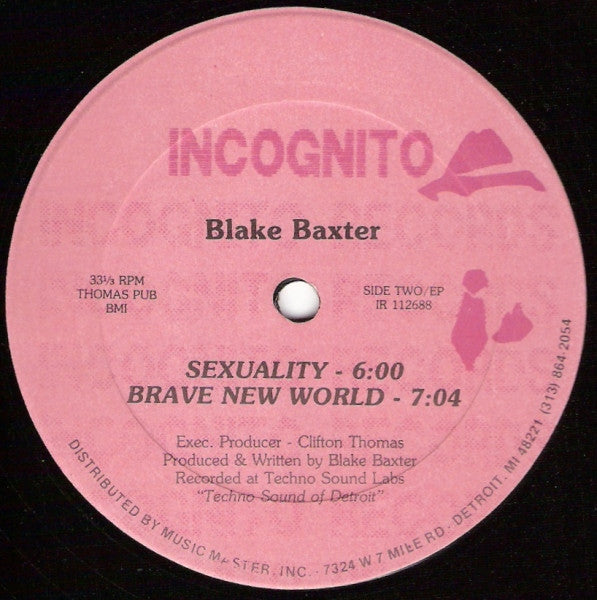 INCOGNITO
Blake Baxter
33⅓ RPM
THOMAS PUB
BMI
SIDE TWO/EP
IR 112688
SEXUALITY - 6:00
BRAVE NEW WORLD - 7:04
Exec. Producer - Clifton Thomas
Produced & Written by Blake Baxter
Recorded at Techno Sound Labs
"Techno Sound of Detroit"
DISTRIBUTED BY MUSIC MASTER, INC. - 7324 W 7 MILE RD - DETROIT, MI 48221 (313) 864-2054